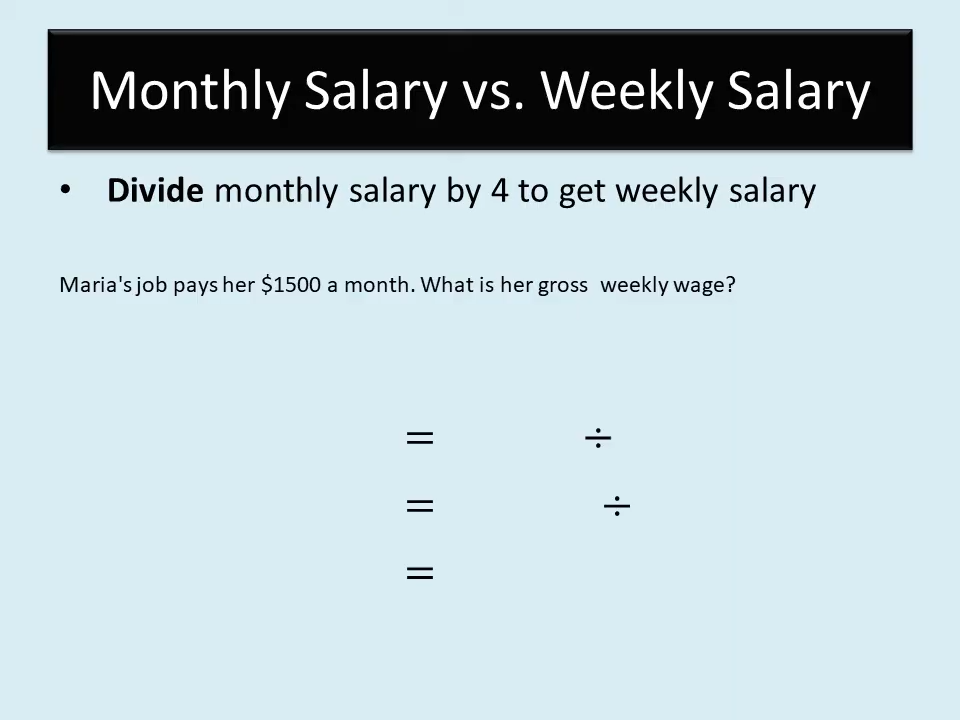 Monthly Salary vs. Weekly Salary
• Divide monthly salary by 4 to get weekly salary
Maria's job pays her $1500 a month. What is her gross weekly wage?
= ÷
= ÷
=